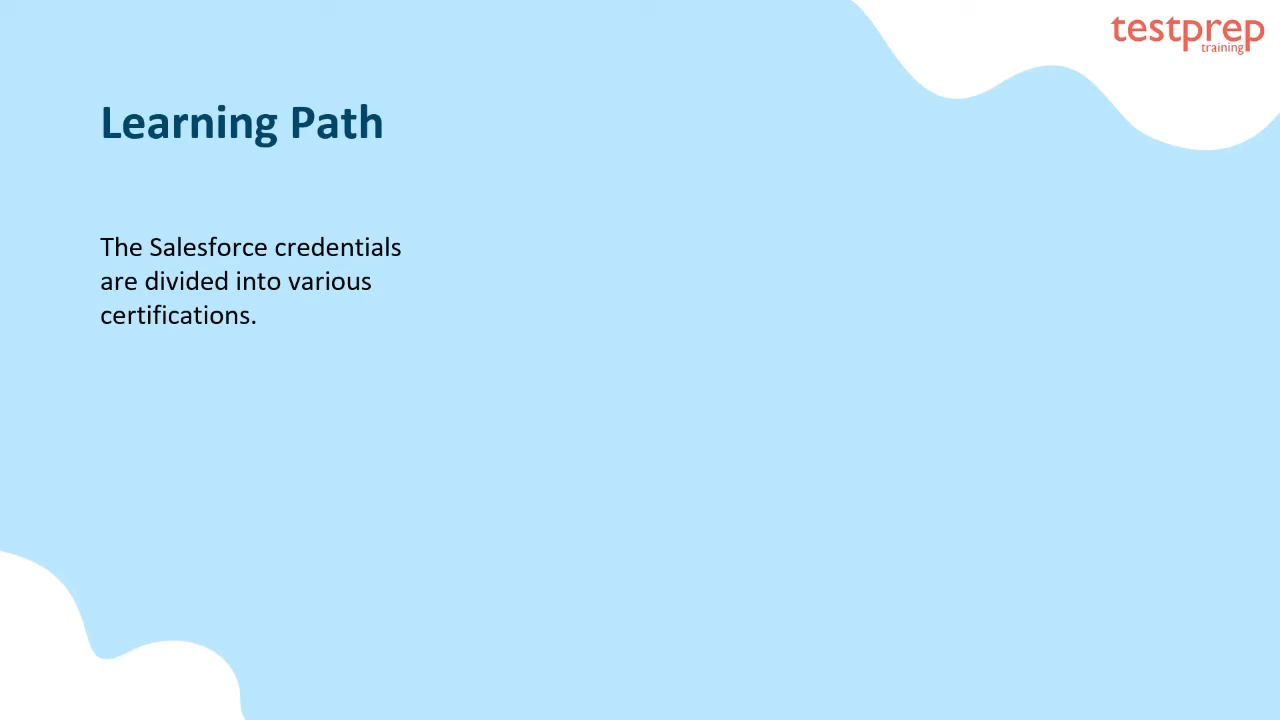 testprep
training
Learning Path
The Salesforce credentials
are divided into various
certifications.